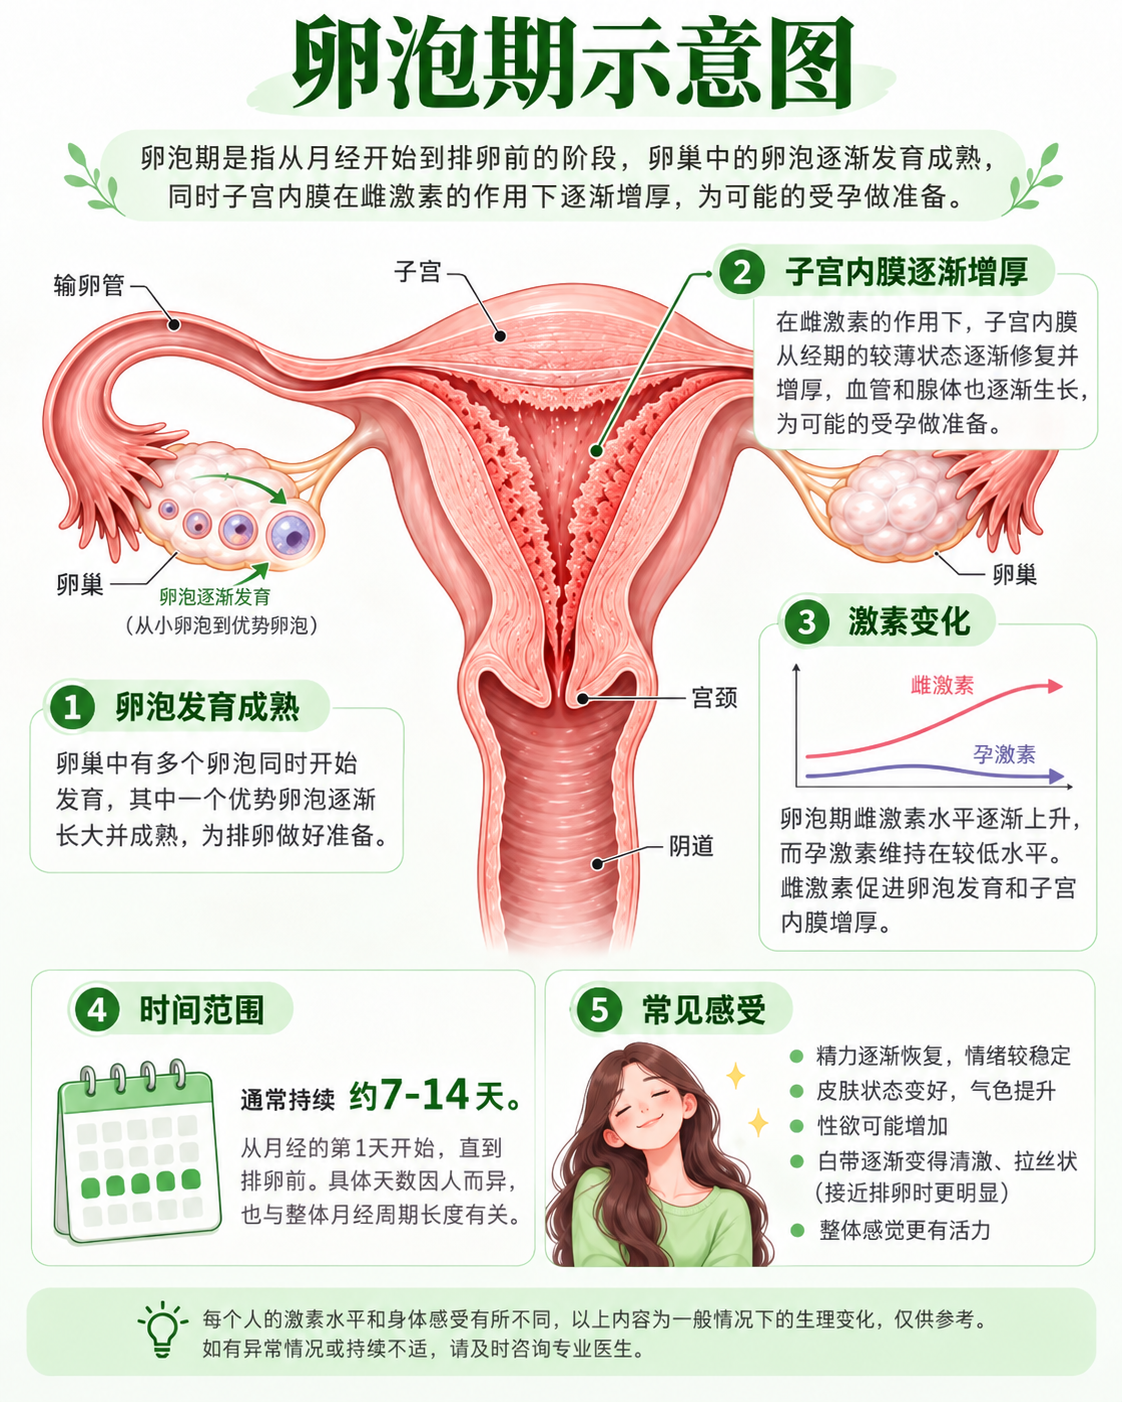 卵泡期示意图
卵泡期是指从月经开始到排卵前的阶段，卵巢中的卵泡逐渐发育成熟，
同时子宫内膜在雌激素的作用下逐渐增厚，为可能的受孕做准备。
输卵管
子宫
2 子宫内膜逐渐增厚
在雌激素的作用下，子宫内膜
从经期的较薄状态逐渐修复并
增厚，血管和腺体也逐渐生长，
为可能的受孕做准备。
卵巢
卵泡逐渐发育
（从小卵泡到优势卵泡）
卵巢
1 卵泡发育成熟
卵巢中有多个卵泡同时开始
发育，其中一个优势卵泡逐渐
长大并成熟，为排卵做好准备。
宫颈
阴道
3 激素变化
雌激素
孕激素
卵泡期雌激素水平逐渐上升，
而孕激素维持在较低水平。
雌激素促进卵泡发育和子宫
内膜增厚。
4 时间范围
通常持续 约7-14天。
从月经的第1天开始，直到
排卵前。具体天数因人而异，
也与整体月经周期长度有关。
5 常见感受
精力逐渐恢复，情绪较稳定
皮肤状态变好，气色提升
性欲可能增加
白带逐渐变得清澈、拉丝状
（接近排卵时更明显）
整体感觉更有活力
每个人的激素水平和身体感受有所不同，以上内容为一般情况下的生理变化，仅供参考。
如有异常情况或持续不适，请及时咨询专业医生。